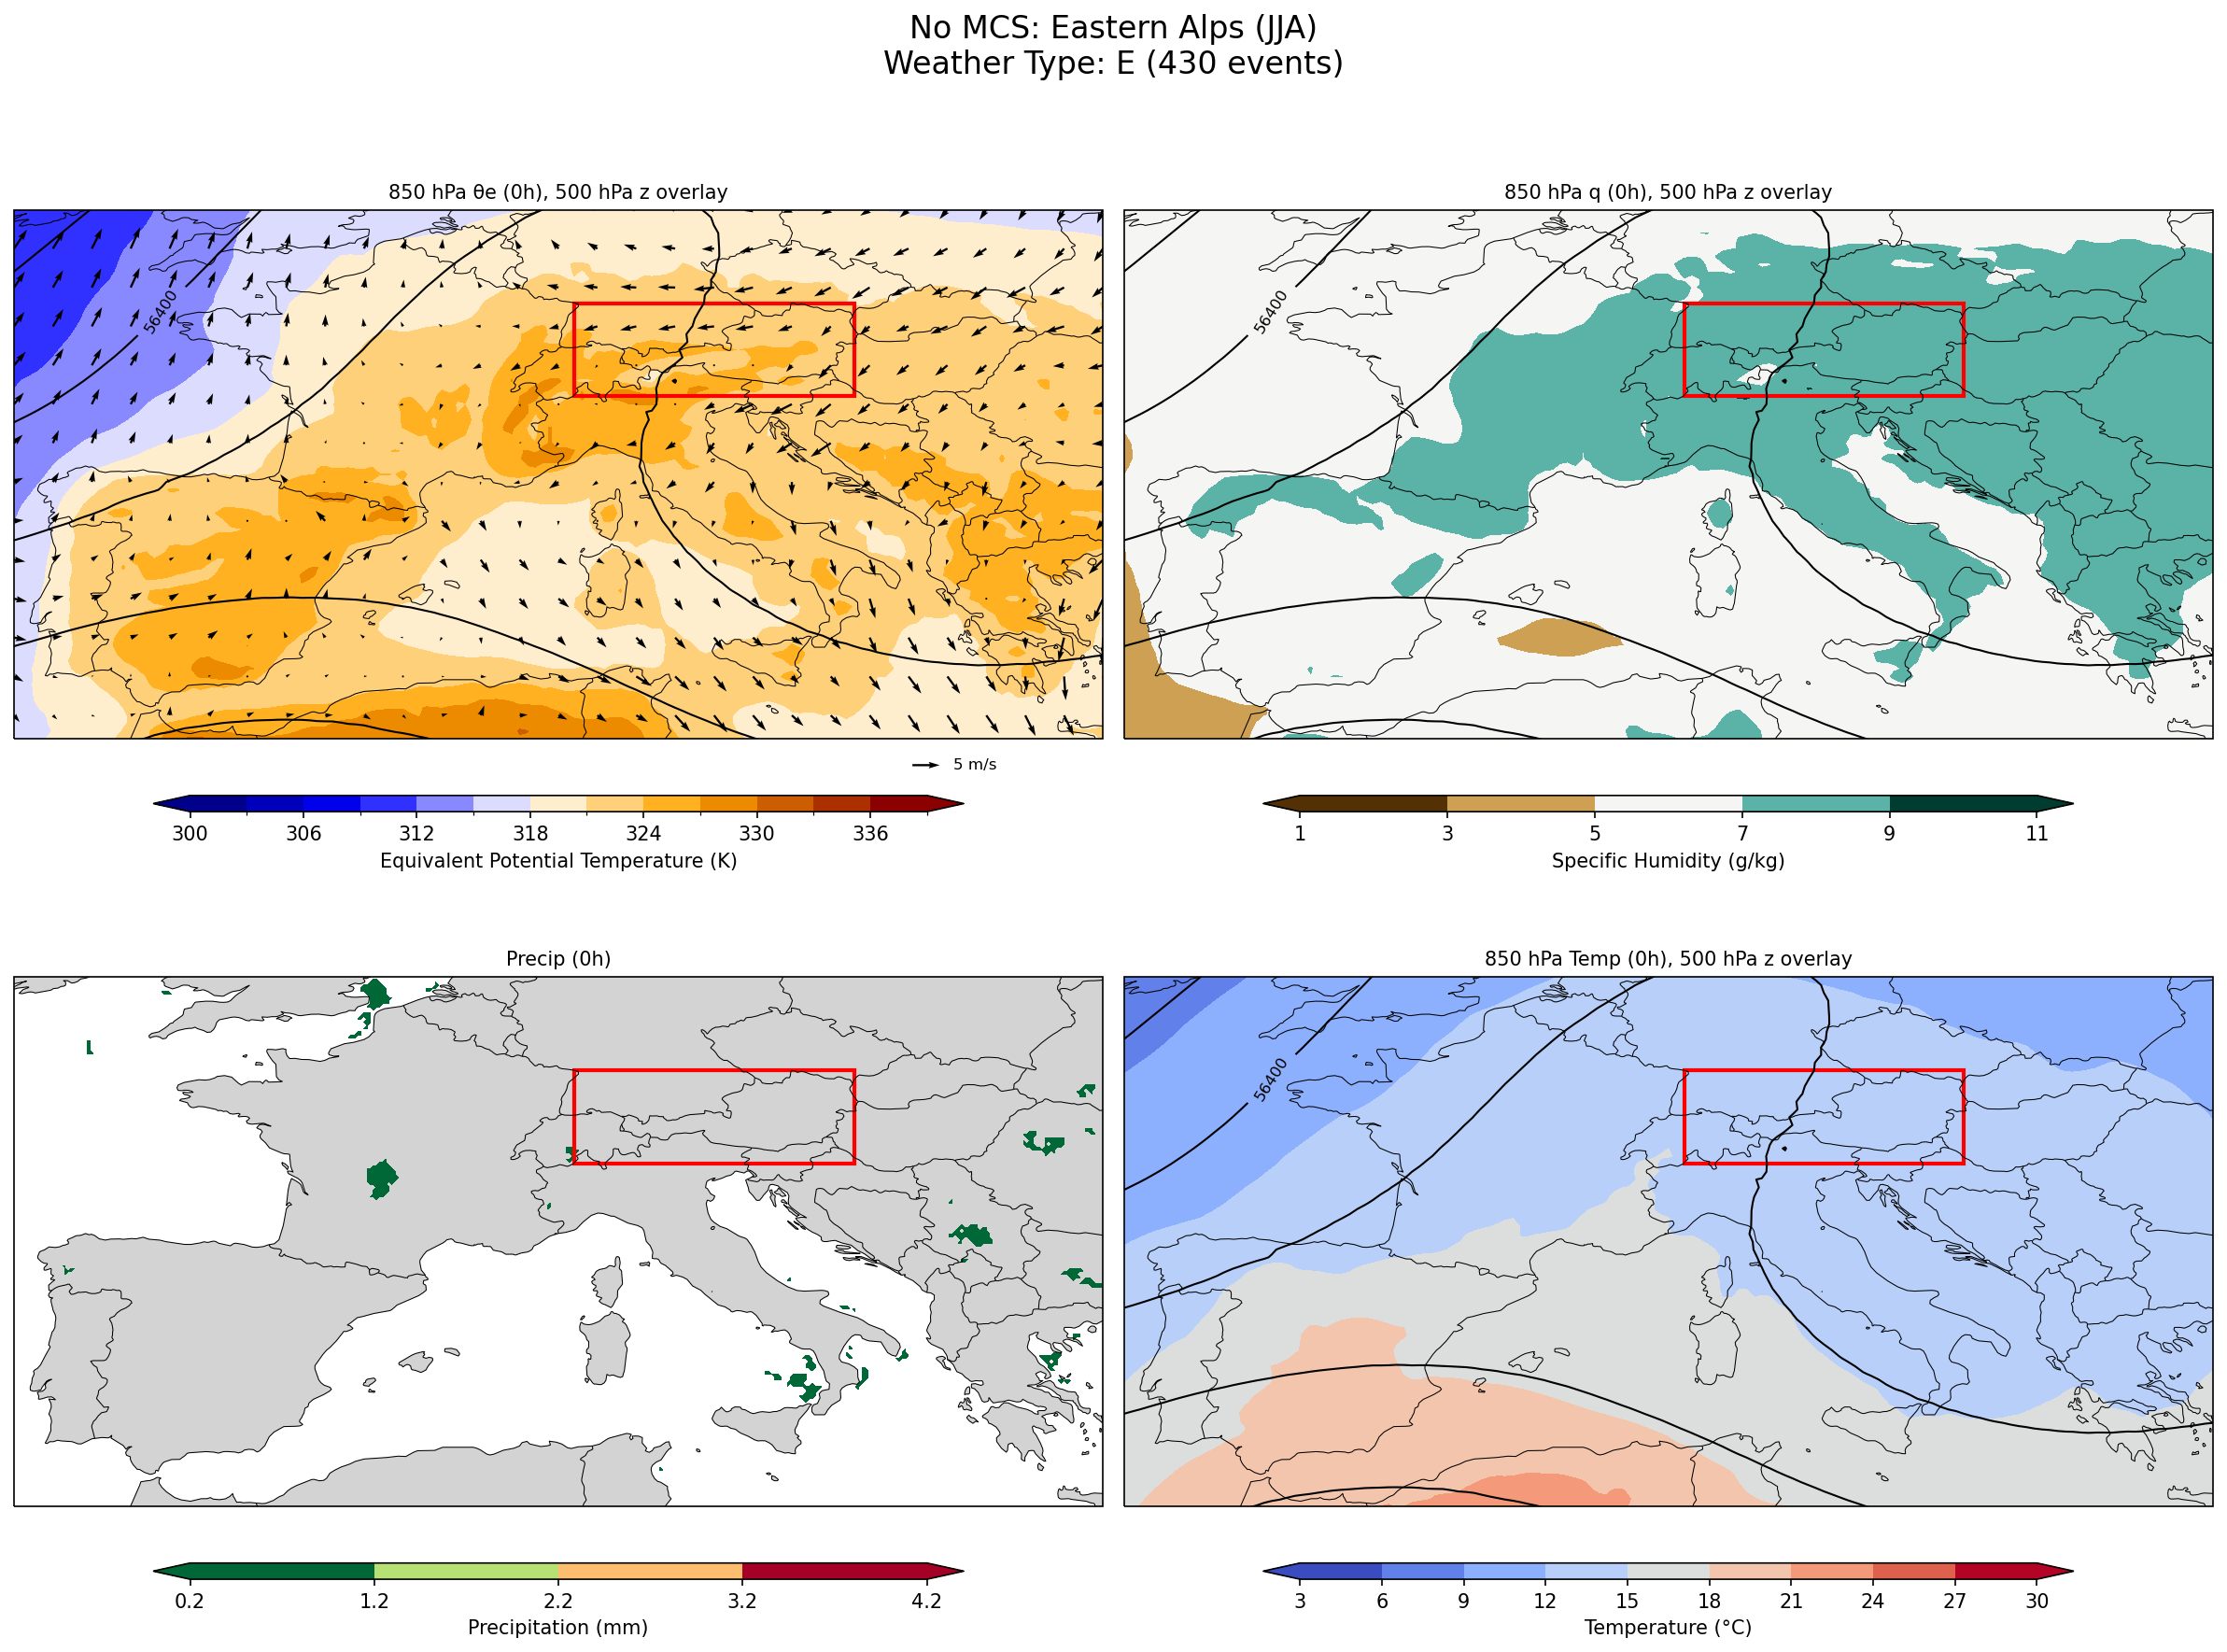 No MCS: Eastern Alps (JJA)
Weather Type: E (430 events)
850 hPa θe (0h), 500 hPa z overlay
850 hPa q (0h), 500 hPa z overlay
56400
56400
5 m/s
300 306 312 318 324 330 336
Equivalent Potential Temperature (K)
1 3 5 7 9 11
Specific Humidity (g/kg)
Precip (0h)
850 hPa Temp (0h), 500 hPa z overlay
56400
0.2 1.2 2.2 3.2 4.2
Precipitation (mm)
3 6 9 12 15 18 21 24 27 30
Temperature (°C)